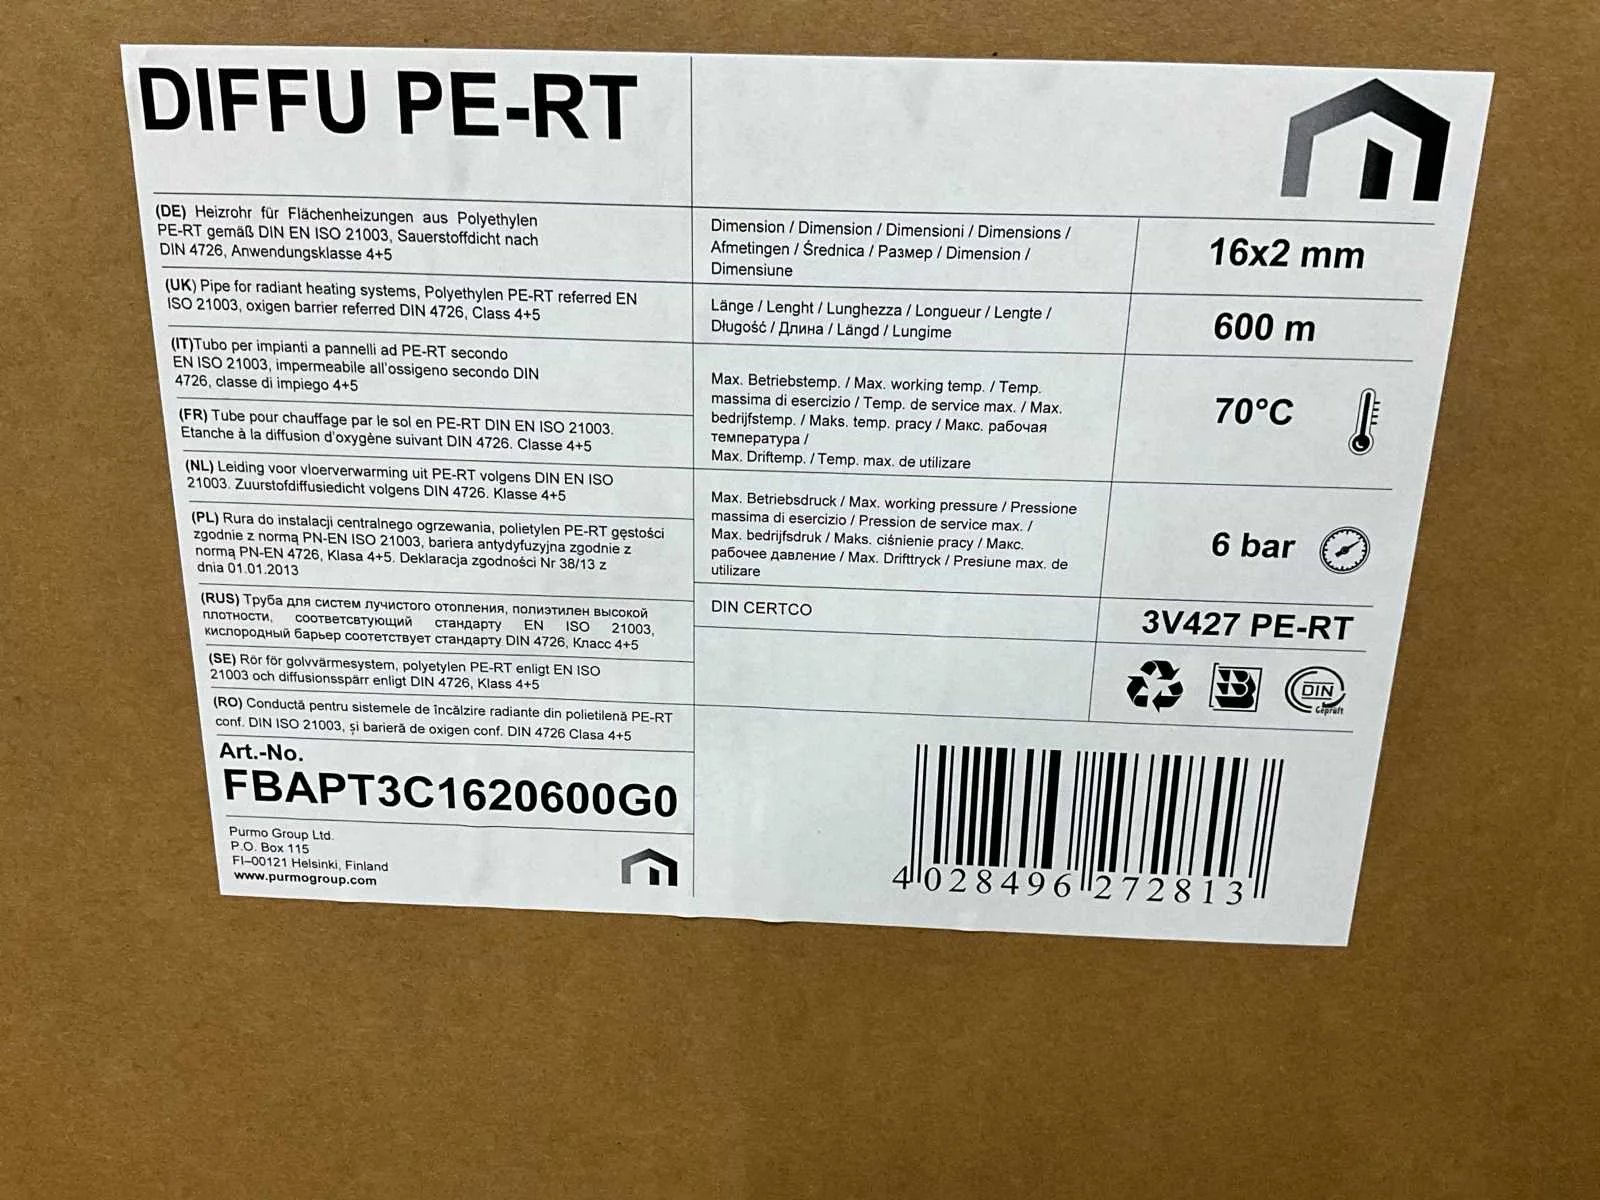 DIFFU PE-RT
(DE) Heizrohr für Flächenheizungen aus Polyethylen
PE-RT gemäß DIN EN ISO 21003, Sauerstoffdicht nach
DIN 4726, Anwendungsklasse 4+5
(UK) Pipe for radiant heating systems, Polyethylen PE-RT referred EN
ISO 21003, oxigen barrier referred DIN 4726, Class 4+5
(IT)Tubo per impianti a pannelli ad PE-RT secondo
EN ISO 21003, impermeabile all'ossigeno secondo DIN
4726, classe di impiego 4+5
(FR) Tube pour chauffage par le sol en PE-RT DIN EN ISO 21003.
Etanche à la diffusion d'oxygène suivant DIN 4726. Classe 4+5
(NL) Leiding voor vloerverwarming uit PE-RT volgens DIN EN ISO
21003. Zuurstofdiffusiedicht volgens DIN 4726. Klasse 4+5
(PL) Rura do instalacji centralnego ogrzewania, polietylen PE-RT gęstości
zgodnie z normą PN-EN ISO 21003, bariera antydyfuzyjna zgodnie z
normą PN-EN 4726, Klasa 4+5. Deklaracja zgodności Nr 38/13 z
dnia 01.01.2013
(RUS) Труба для систем лучистого отопления, полиэтилен высокой
плотности, соответсвтующий стандарту EN ISO 21003,
кислородный барьер соответствует стандарту DIN 4726, Класс 4+5
(SE) Rör för golvvärmesystem, polyetylen PE-RT enligt EN ISO
21003 och diffusionsspärr enligt DIN 4726, Klass 4+5
(RO) Conductă pentru sistemele de încălzire radiante din polietilenă PE-RT
conf. DIN ISO 21003, și barieră de oxigen conf. DIN 4726 Clasa 4+5
Art.-No.
FBAPT3C1620600G0
Purmo Group Ltd.
P.O. Box 115
FI–00121 Helsinki, Finland
www.purmogroup.com
Dimension / Dimension / Dimensioni / Dimensions /
Afmetingen / Średnica / Размер / Dimension /
Dimensiune
16x2 mm
Länge / Lenght / Lunghezza / Longueur / Lengte /
Długość / Длина / Längd / Lungime
600 m
Max. Betriebstemp. / Max. working temp. / Temp.
massima di esercizio / Temp. de service max. / Max.
bedrijfstemp. / Maks. temp. pracy / Макс. рабочая
температура /
Max. Driftemp. / Temp. max. de utilizare
70°C
Max. Betriebsdruck / Max. working pressure / Pressione
massima di esercizio / Pression de service max. /
Max. bedrijfsdruk / Maks. ciśnienie pracy / Макс.
рабочее давление / Max. Drifttryck / Presiune max. de
utilizare
6 bar
DIN CERTCO
3V427 PE-RT
DIN
Geprüft
4 028496 272813